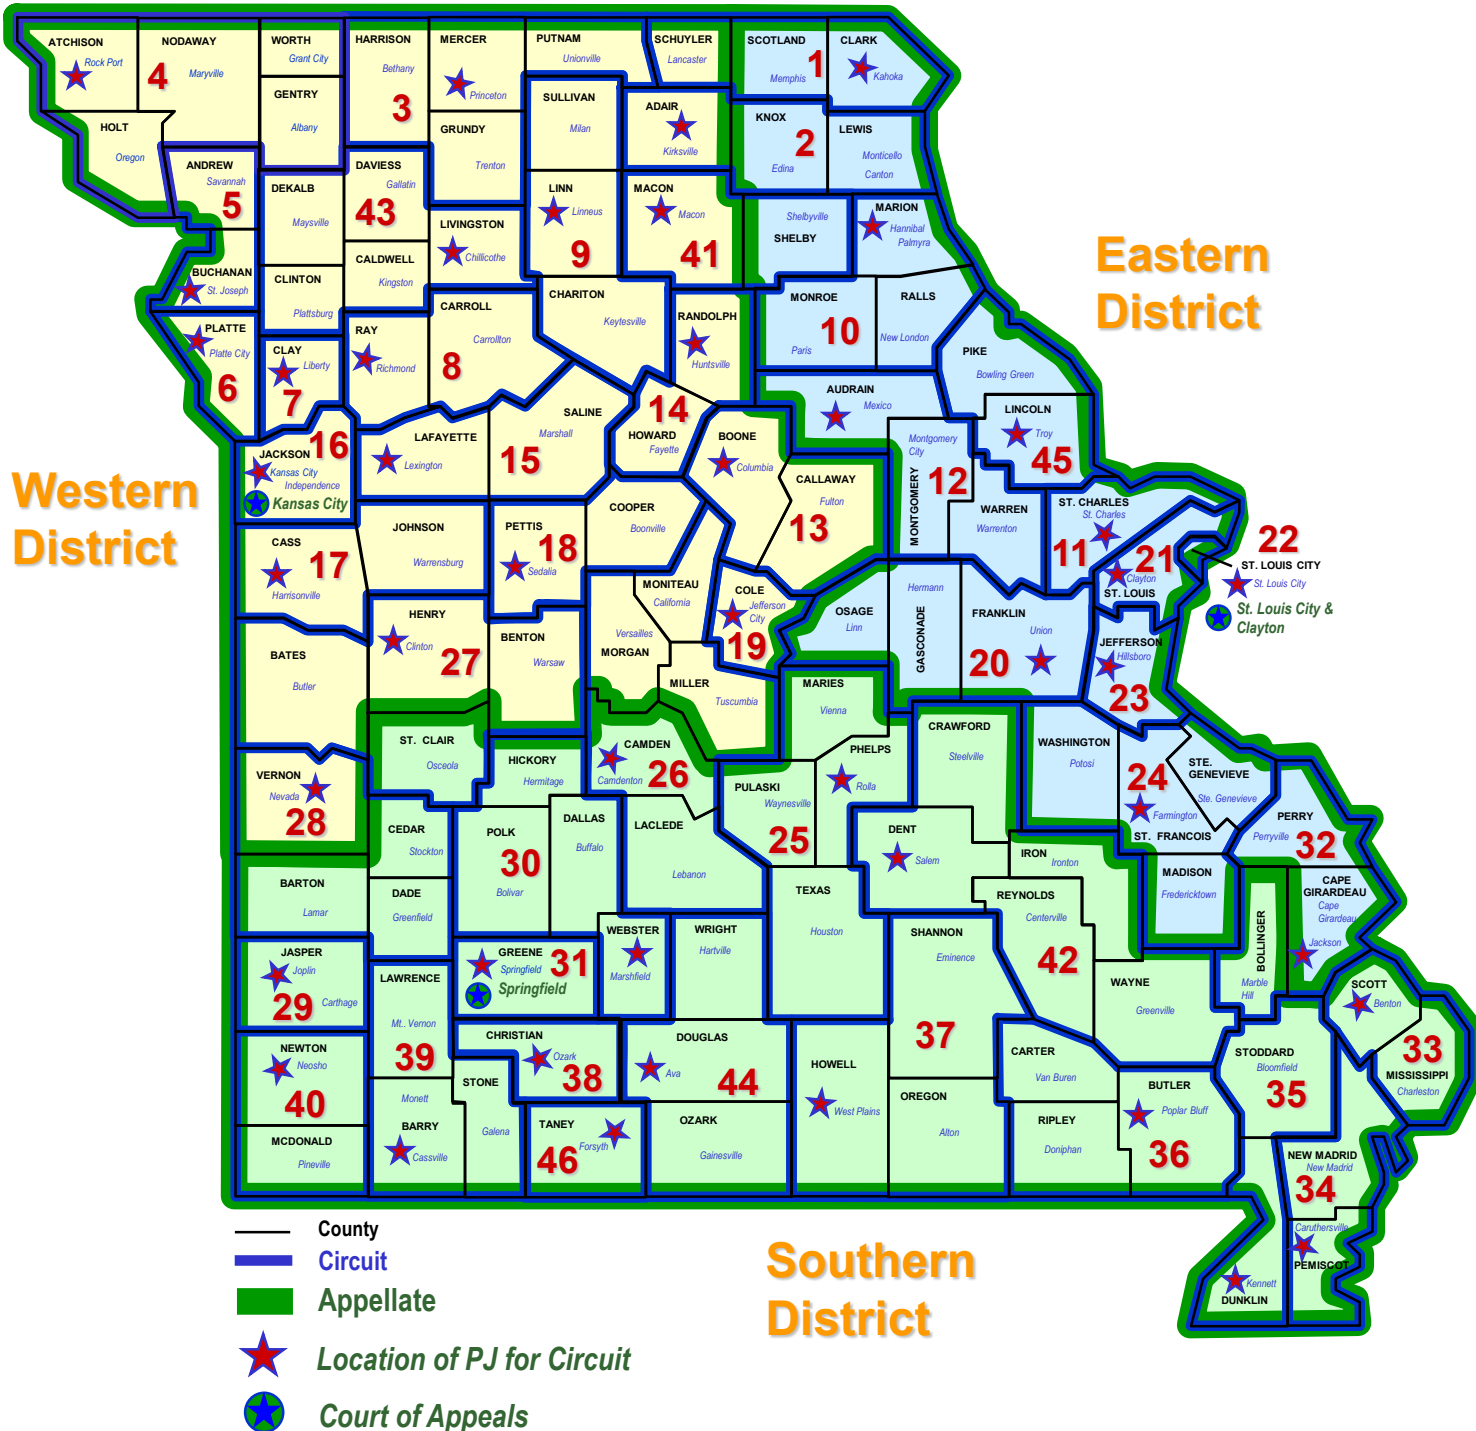 ATCHISON
Rock Port
NODAWAY
4
Maryville
WORTH
Grant City
HARRISON
Bethany
3
MERCER
Princeton
PUTNAM
Unionville
SCHUYLER
Lancaster
SCOTLAND
1
Memphis
CLARK
Kahoka
HOLT
Oregon
GENTRY
Albany
GRUNDY
Trenton
SULLIVAN
Milan
ADAIR
Kirksville
KNOX
2
Edina
LEWIS
Monticello
Canton
ANDREW
Savannah
5
DEKALB
Maysville
DAVIESS
Gallatin
43
LIVINGSTON
Chillicothe
LINN
Linneus
9
MACON
Macon
41
SHELBY
Shelbyville
MARION
Hannibal
Palmyra
BUCHANAN
St. Joseph
CLINTON
Plattsburg
CALDWELL
Kingston
CARROLL
Carrollton
8
CHARITON
Keytesville
RANDOLPH
Huntsville
MONROE
10
Paris
RALLS
New London
PIKE
Bowling Green
Eastern
District
PLATTE
Platte City
6
CLAY
Liberty
7
RAY
Richmond
16
JACKSON
Kansas City
Independence
Kansas City
LAFAYETTE
Lexington
15
SALINE
Marshall
14
HOWARD
Fayette
BOONE
Columbia
AUDRAIN
Mexico
Montgomery
City
MONTGOMERY
12
LINCOLN
Troy
45
CALLAWAY
Fulton
13
WARREN
Warrenton
ST. CHARLES
St. Charles
11
21
Clayton
ST. LOUIS
22
ST. LOUIS CITY
St. Louis City
St. Louis City &
Clayton
Western
District
CASS
17
Harrisonville
JOHNSON
Warrensburg
PETTIS
18
Sedalia
COOPER
Boonville
MONITEAU
California
COLE
Jefferson
City
19
OSAGE
Linn
Hermann
GASCONADE
FRANKLIN
Union
20
JEFFERSON
Hillsboro
23
BATES
Butler
HENRY
Clinton
27
BENTON
Warsaw
Versailles
MORGAN
MILLER
Tuscumbia
MARIES
Vienna
VERNON
Nevada
28
ST. CLAIR
Osceola
HICKORY
Hermitage
CAMDEN
Camdenton
26
PULASKI
Waynesville
25
PHELPS
Rolla
CRAWFORD
Steelville
WASHINGTON
Potosi
24
Farmington
ST. FRANCOIS
STE.
GENEVIEVE
Ste. Genevieve
PERRY
Perryville
32
BARTON
Lamar
CEDAR
Stockton
DADE
Greenfield
POLK
30
Bolivar
DALLAS
Buffalo
LACLEDE
Lebanon
TEXAS
Houston
DENT
Salem
IRON
Ironton
REYNOLDS
Centerville
42
MADISON
Fredericktown
BOLLINGER
Marble
Hill
CAPE
GIRARDEAU
Cape
Girardeau
Jackson
JASPER
Joplin
29
Carthage
LAWRENCE
Mt.. Vernon
39
GREENE
31
Springfield
Springfield
WEBSTER
Marshfield
WRIGHT
Hartville
SHANNON
Eminence
37
WAYNE
Greenville
SCOTT
Benton
33
MISSISSIPPI
Charleston
NEWTON
Neosho
40
MCDONALD
Pineville
Monett
BARRY
Cassville
STONE
Galena
CHRISTIAN
Ozark
38
TANEY
Forsyth
46
DOUGLAS
Ava
44
OZARK
Gainesville
HOWELL
West Plains
OREGON
Alton
CARTER
Van Buren
RIPLEY
Doniphan
BUTLER
Poplar Bluff
36
STODDARD
Bloomfield
35
NEW MADRID
New Madrid
34
Caruthersville
PEMISCOT
Kennett
DUNKLIN
Southern
District
County
Circuit
Appellate
Location of PJ for Circuit
Court of Appeals